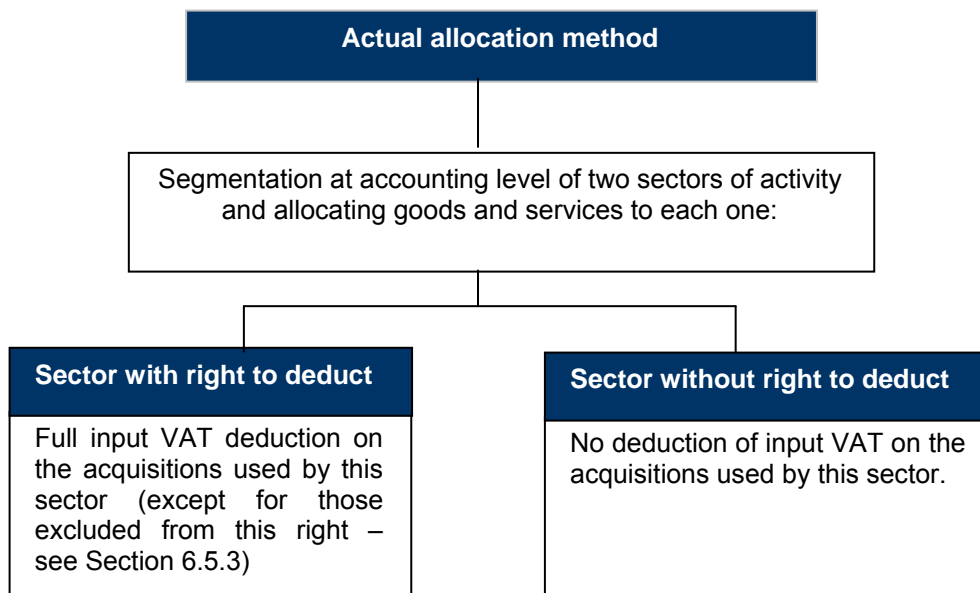 Actual allocation method
Segmentation at accounting level of two sectors of activity
and allocating goods and services to each one:
Sector with right to deduct
Full input VAT deduction on
the acquisitions used by this
sector (except for those
excluded from this right –
see Section 6.5.3)
Sector without right to deduct
No deduction of input VAT on the
acquisitions used by this sector.